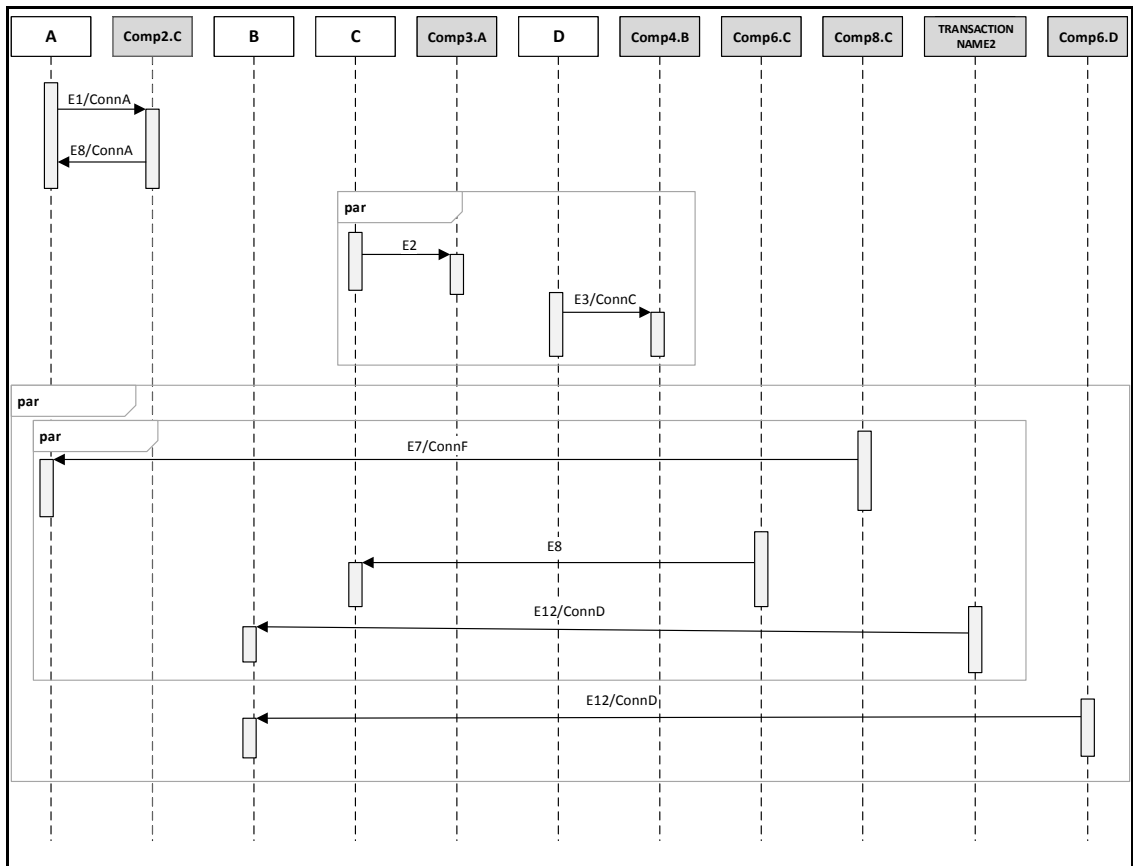 A
Comp2.C
B
C
Comp3.A
D
Comp4.B
Comp6.C
Comp8.C
TRANSACTION
NAME2
Comp6.D
E1/ConnA
E8/ConnA
par
E2
E3/ConnC
par
par
E7/ConnF
E8
E12/ConnD
E12/ConnD